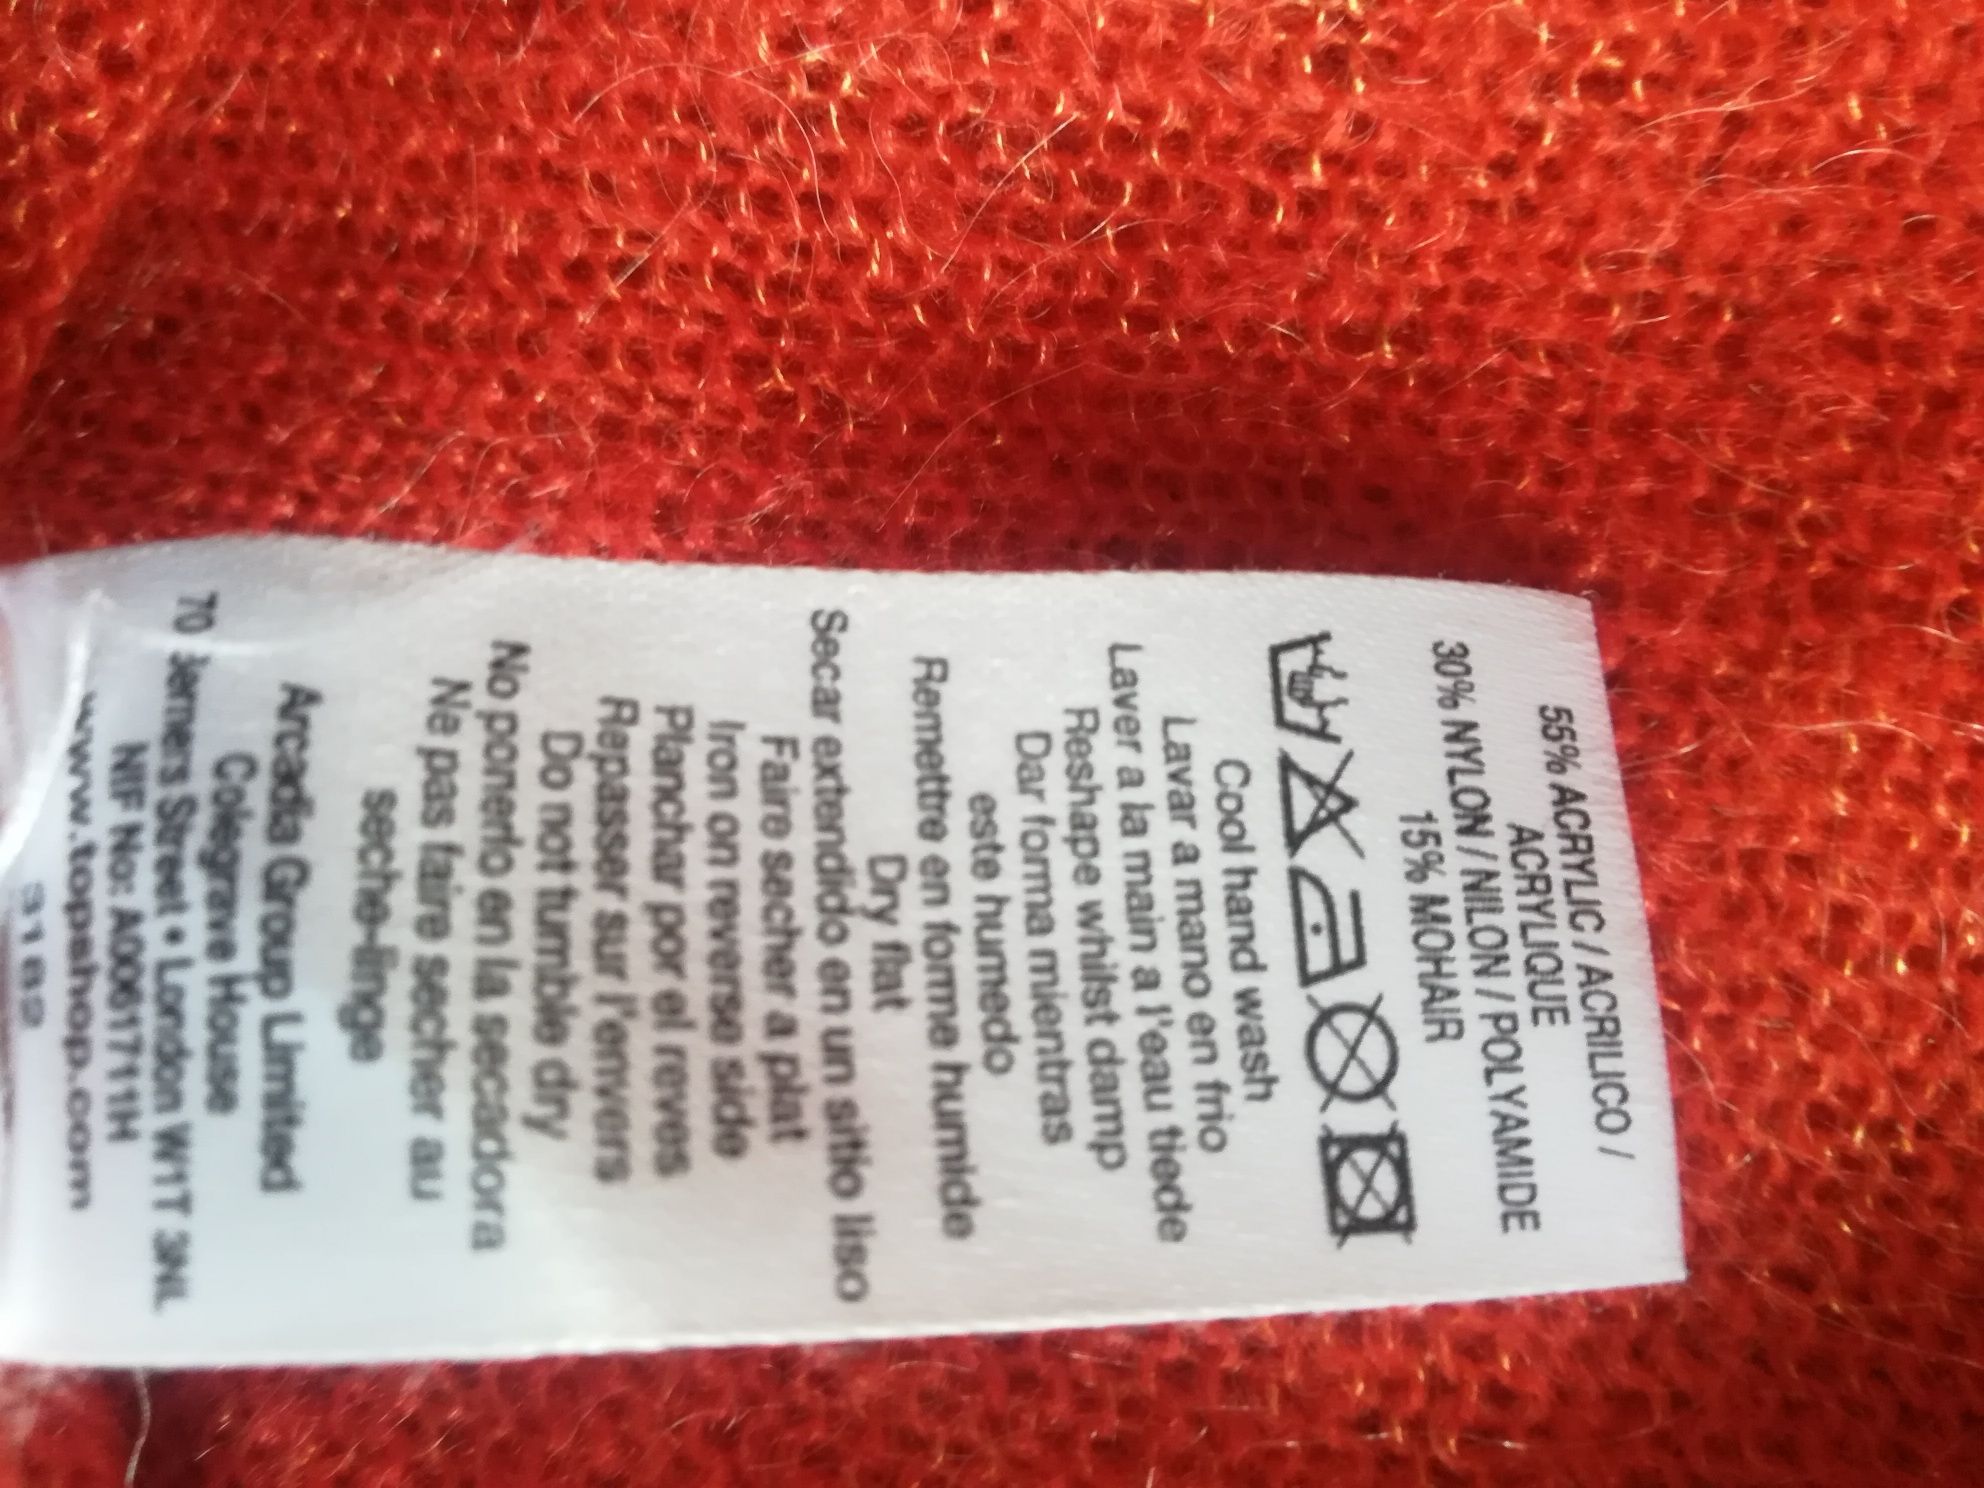 55% ACRYLIC / ACRILICO /
ACRYLIQUE
30% NYLON / NILON / POLYAMIDE
15% MOHAIR
Cool hand wash
Lavar a mano en frio
Laver a la main a l'eau tiede
Reshape whilst damp
Dar forma mientras
este humedo
Remettre en forme humide
Dry flat
Secar extendido en un sitio liso
Faire secher a plat
Iron on reverse side
Planchar por el reves
Repasser sur l'envers
Do not tumble dry
No ponerlo en la secadora
Ne pas faire secher au
seche-linge
Arcadia Group Limited
Colegrave House
70 Berners Street • London W1T 3NL
NIF No: A0061711H
www.topshop.com
3182